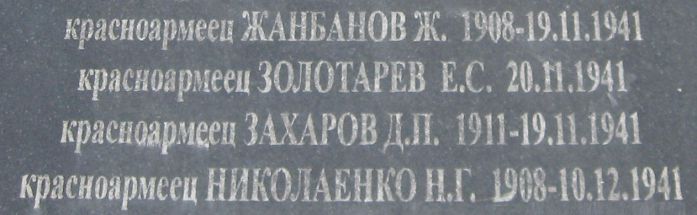 красноармеец ЖАНБАНОВ Ж. 1908-19.11.1941
красноармеец ЗОЛОТАРЕВ Е.С. 20.11.1941
красноармеец ЗАХАРОВ Д.П. 1911-19.11.1941
красноармеец НИКОЛАЕНКО Н.Г. 1908-10.12.1941